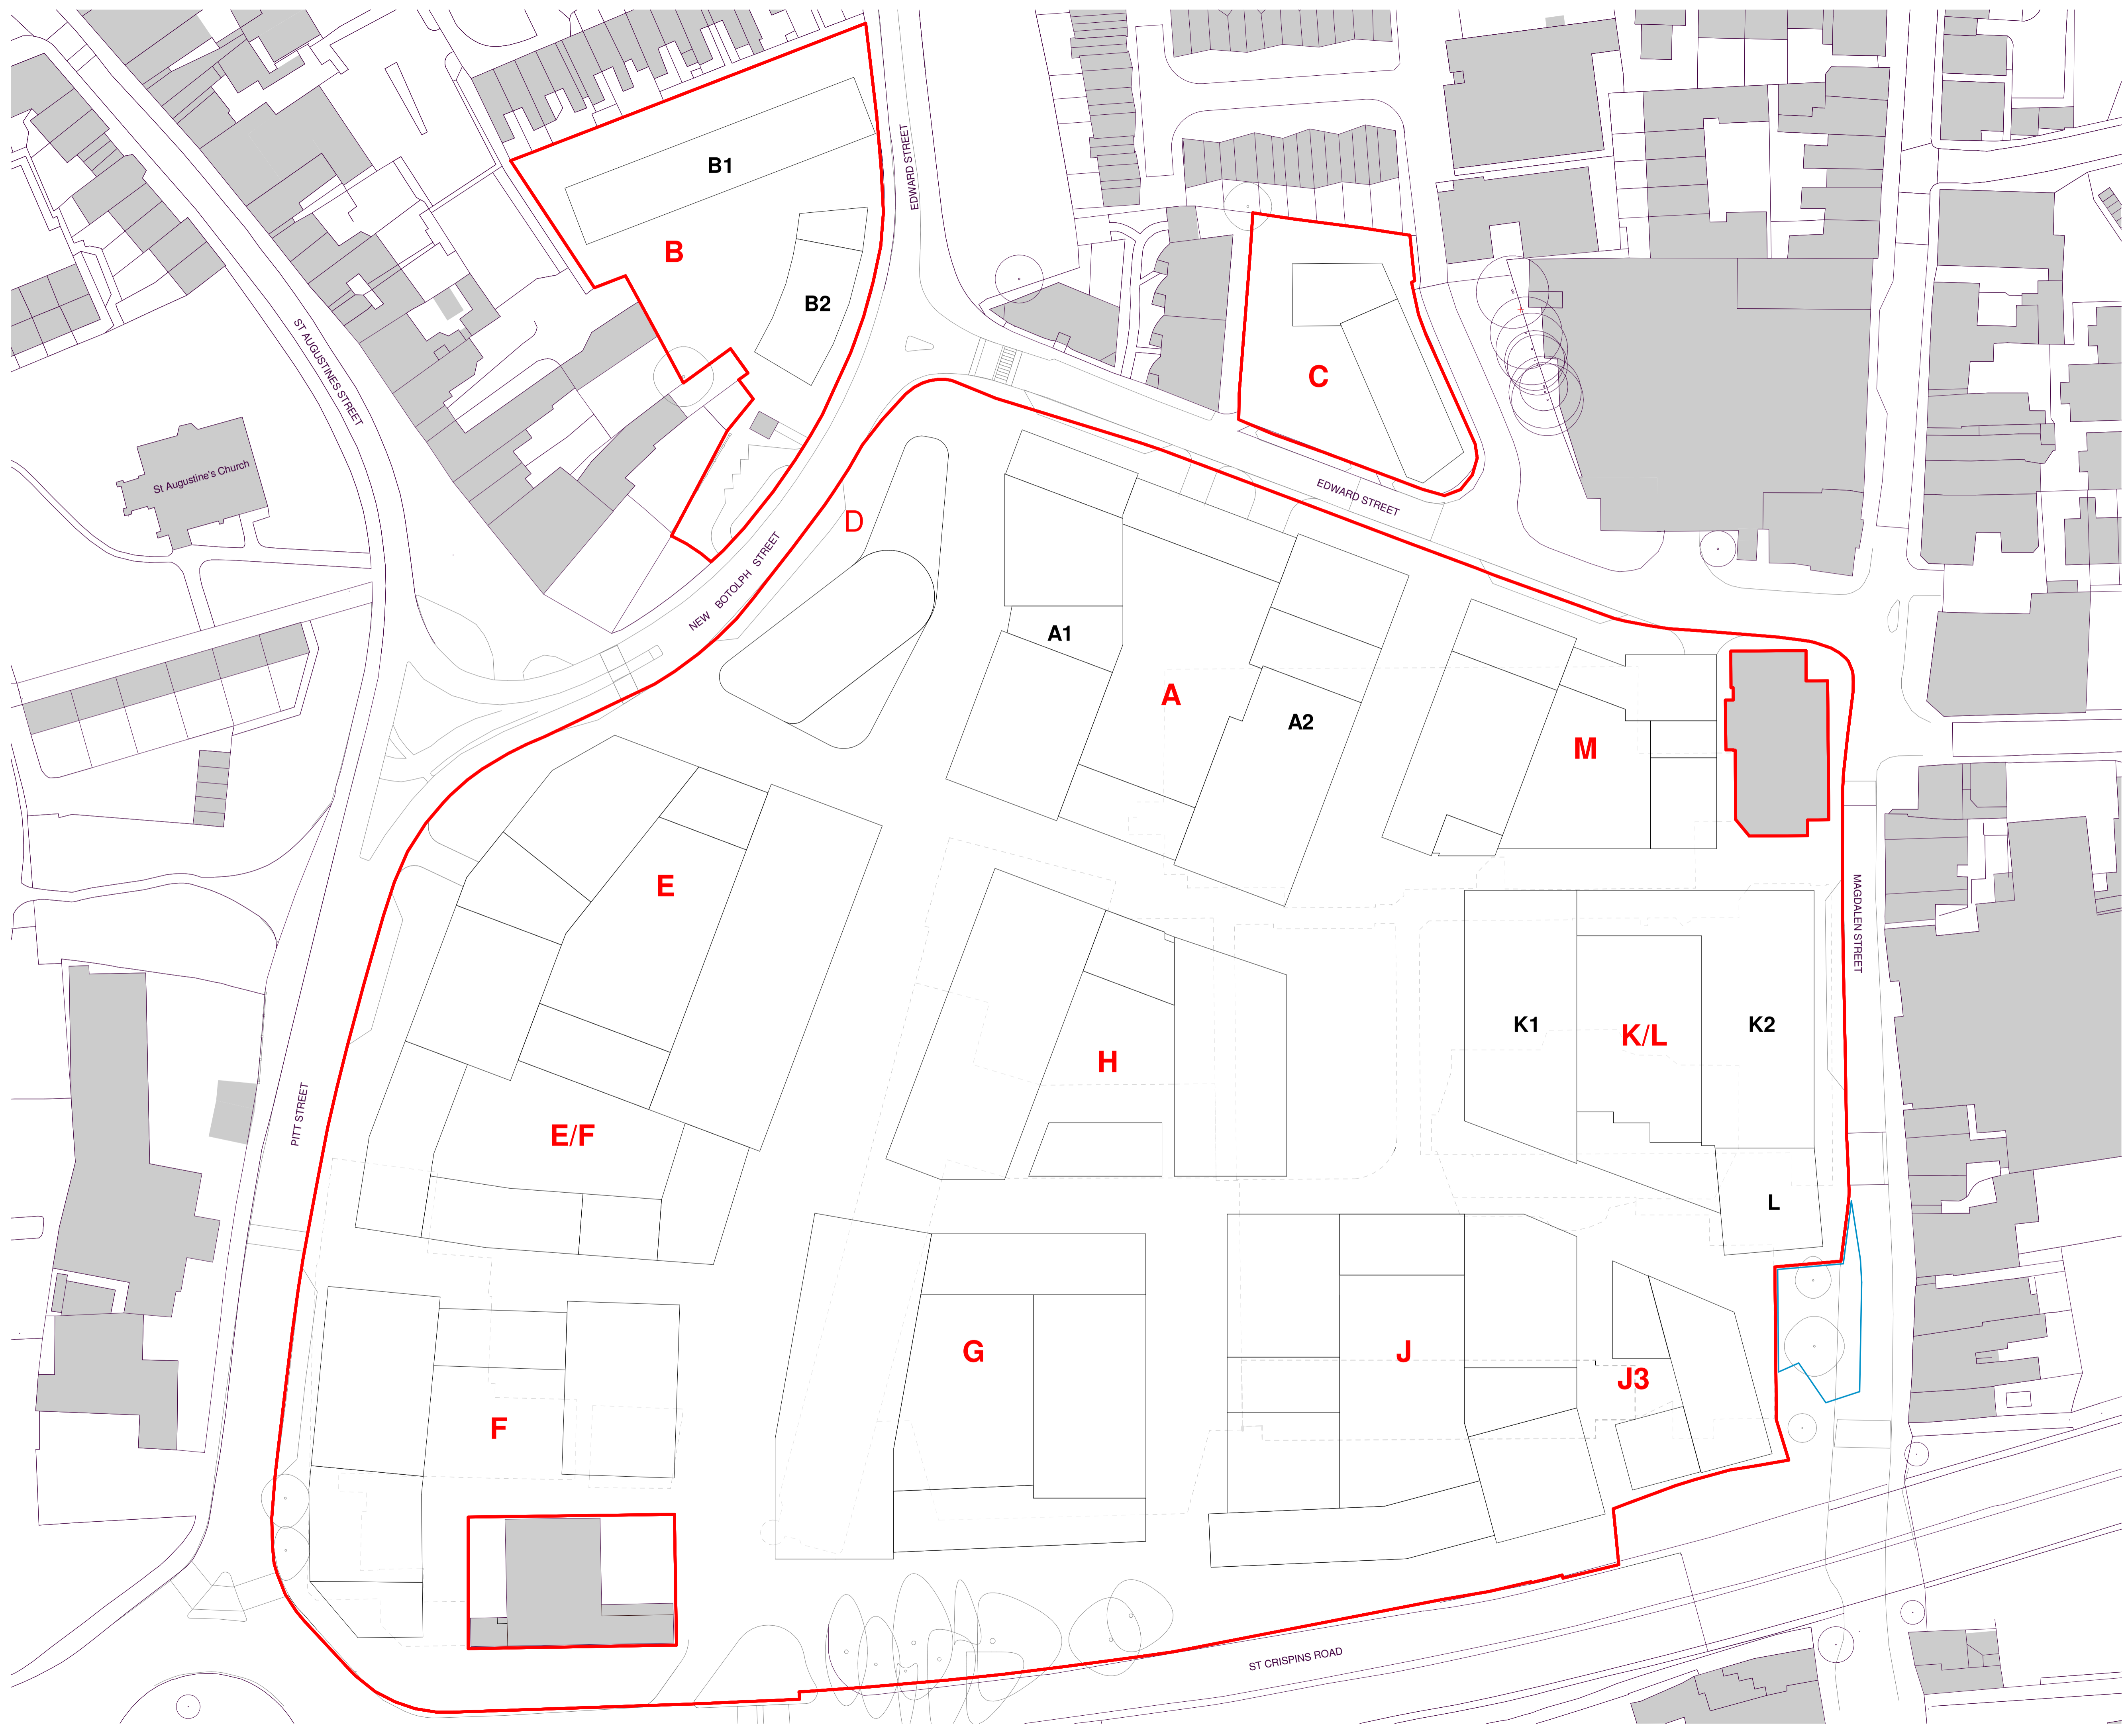 B1
EDWARD STREET
B
B2
ST AUGUSTINES STREET
C
St Augustine's Church
EDWARD STREET
D
NEW BOTOLPH STREET
A1
A
A2
M
E
MAGDALEN STREET
K1
K/L
K2
H
PITT STREET
E/F
L
G
J
J3
F
ST CRISPINS ROAD